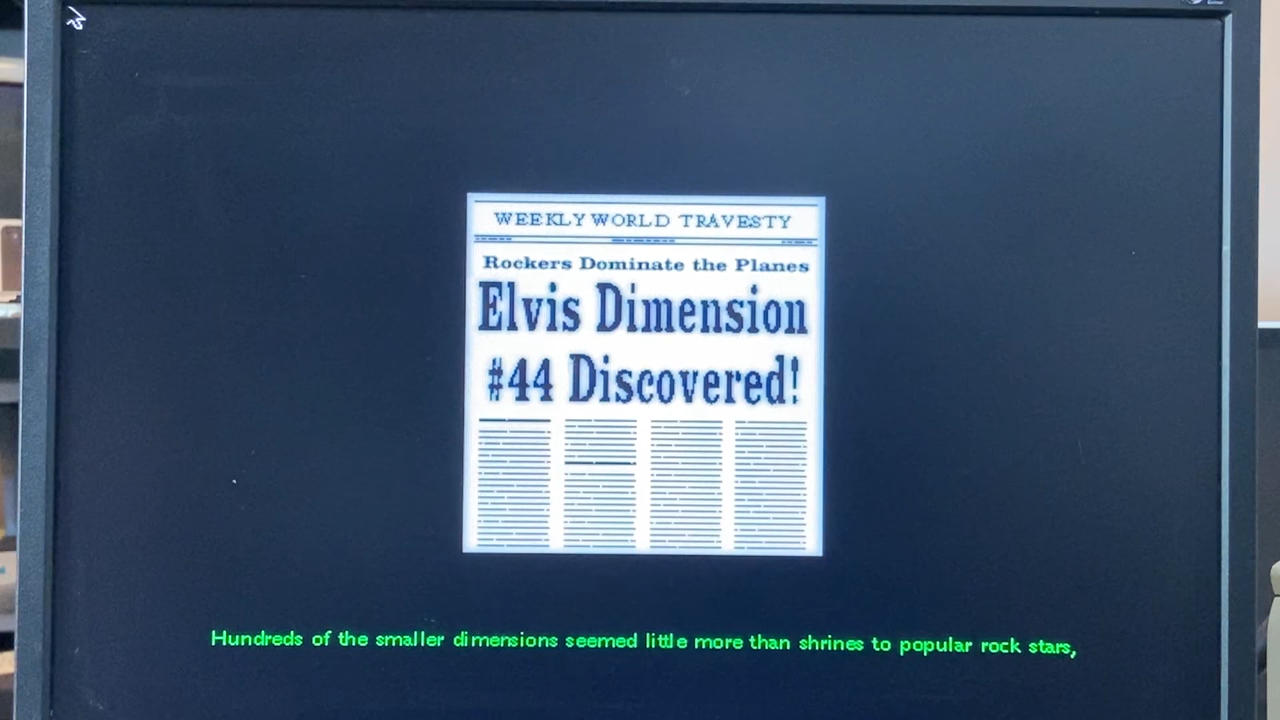 WEEKLY WORLD TRAVESTY
Rockers Dominate the Planes
Elvis Dimension
#44 Discovered!
Hundreds of the smaller dimensions seemed little more than shrines to popular rock stars,